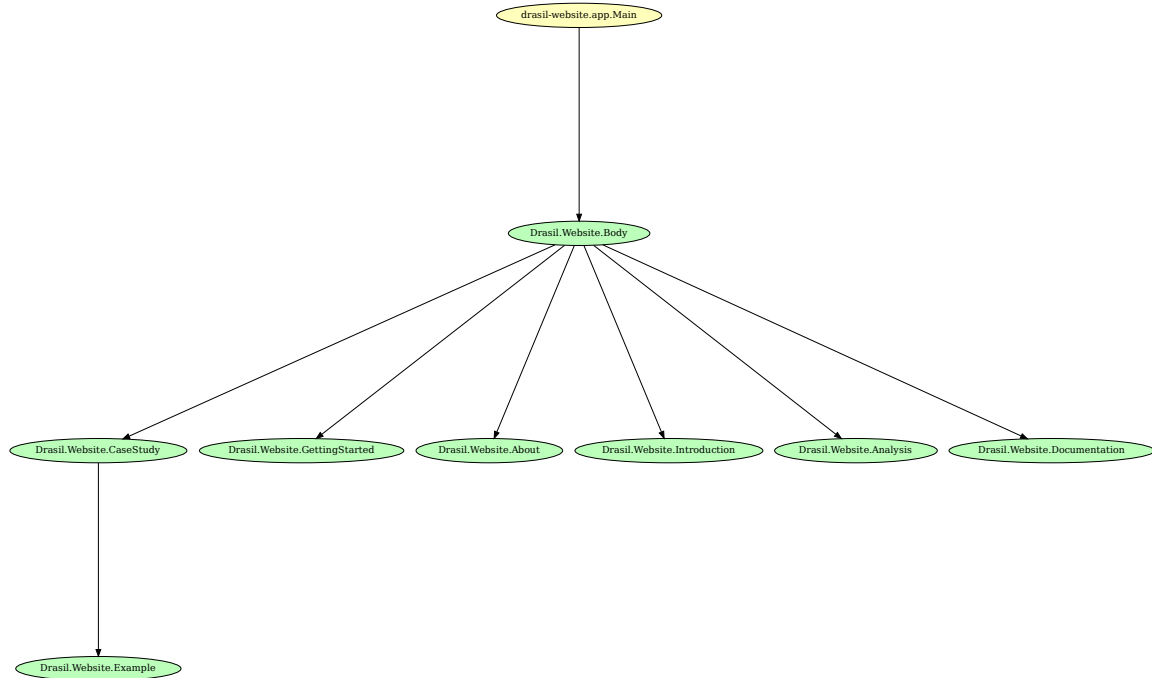 drasil-website.app.Main
Drasil.Website.Body
Drasil.Website.CaseStudy
Drasil.Website.GettingStarted
Drasil.Website.About
Drasil.Website.Introduction
Drasil.Website.Analysis
Drasil.Website.Documentation
Drasil.Website.Example